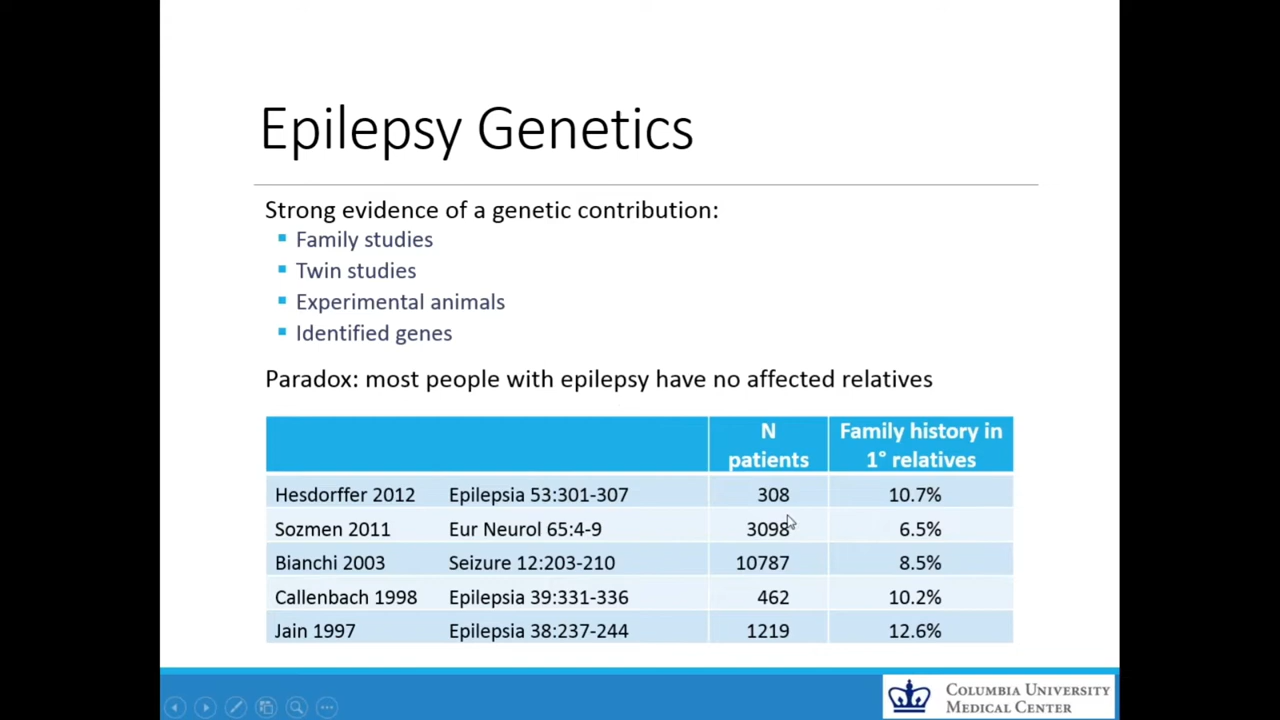 Epilepsy Genetics
Strong evidence of a genetic contribution:
Family studies
Twin studies
Experimental animals
Identified genes
Paradox: most people with epilepsy have no affected relatives
N patients Family history in 1° relatives
Hesdorffer 2012 Epilepsia 53:301-307 308 10.7%
Sozmen 2011 Eur Neurol 65:4-9 3098 6.5%
Bianchi 2003 Seizure 12:203-210 10787 8.5%
Callenbach 1998 Epilepsia 39:331-336 462 10.2%
Jain 1997 Epilepsia 38:237-244 1219 12.6%
COLUMBIA UNIVERSITY
MEDICAL CENTER